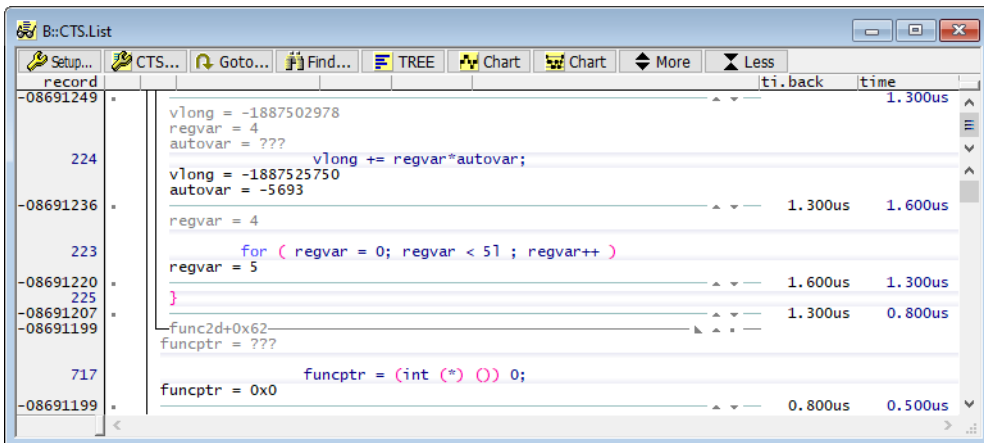 B::CTS.List
Setup... CTS... Goto... Find... TREE Chart Chart More Less
record ti.back time
-08691249 1.300us
vlong = -1887502978
regvar = 4
autovar = ???
224 vlong += regvar*autovar;
vlong = -1887525750
autovar = -5693
-08691236 1.300us 1.600us
regvar = 4
223 for ( regvar = 0; regvar < 5l ; regvar++ )
regvar = 5
-08691220 1.600us 1.300us
225 }
-08691207 1.300us 0.800us
-08691199 func2d+0x62
funcptr = ???
717 funcptr = (int (*) ()) 0;
funcptr = 0x0
-08691199 0.800us 0.500us